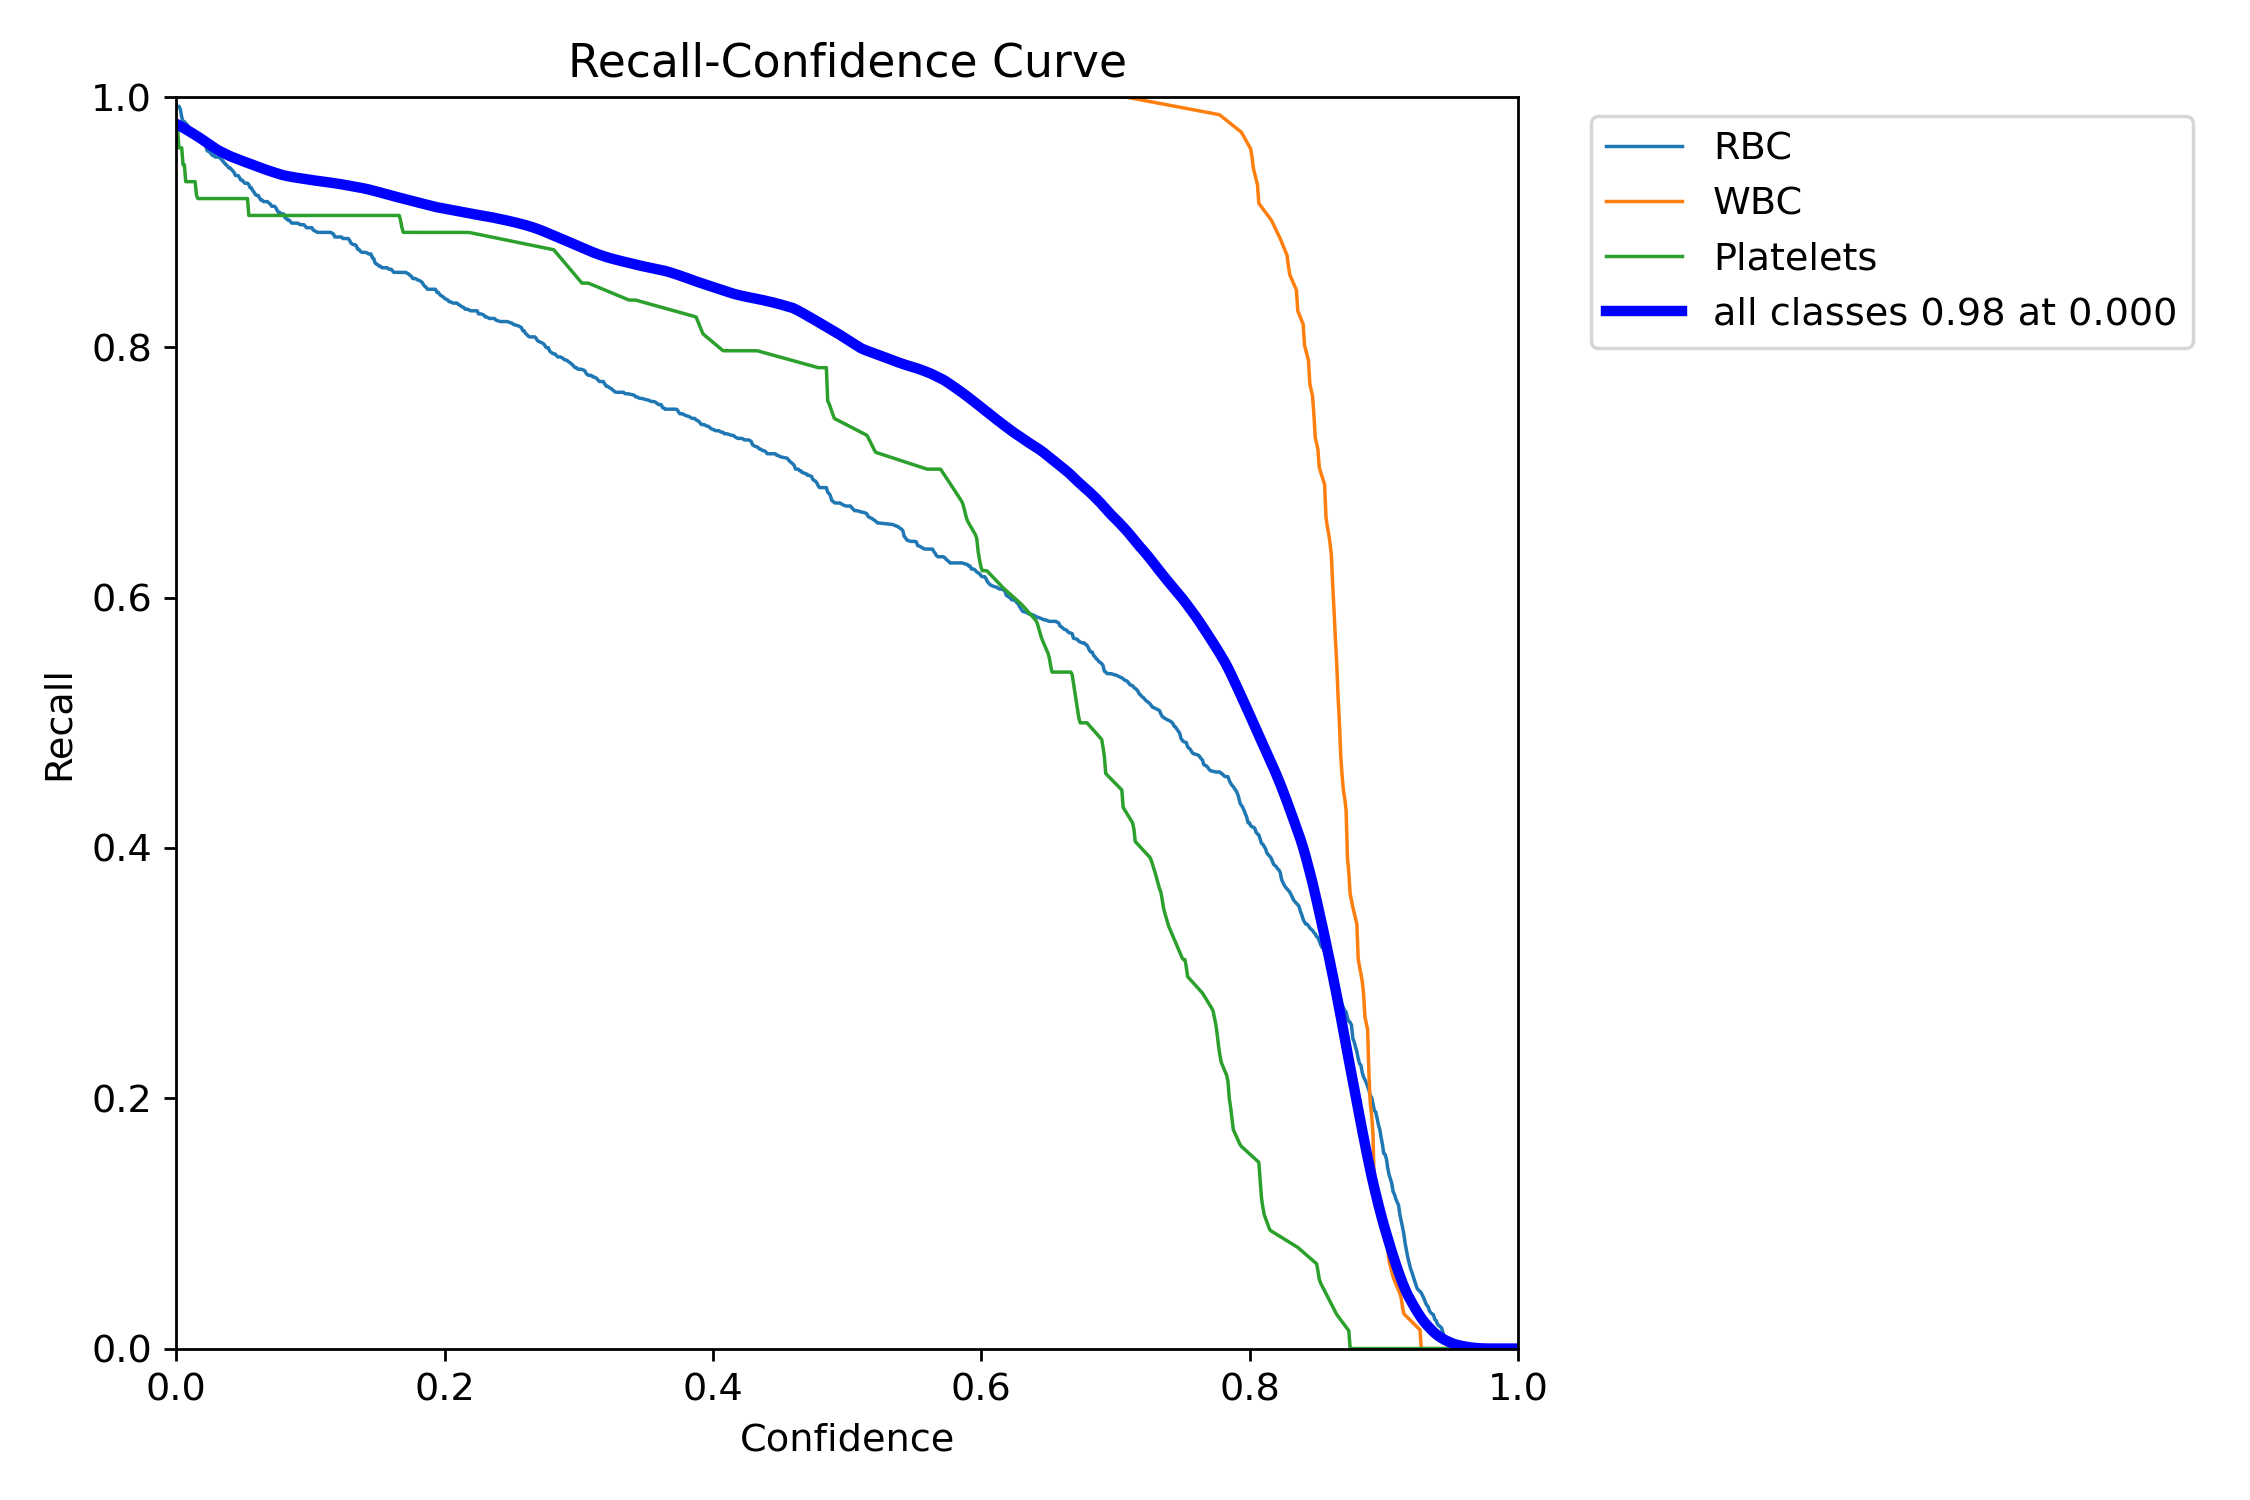 Recall-Confidence Curve
1.0
0.8
0.6
0.4
0.2
0.0
Recall
0.0 0.2 0.4 0.6 0.8 1.0
Confidence
RBC
WBC
Platelets
all classes 0.98 at 0.000